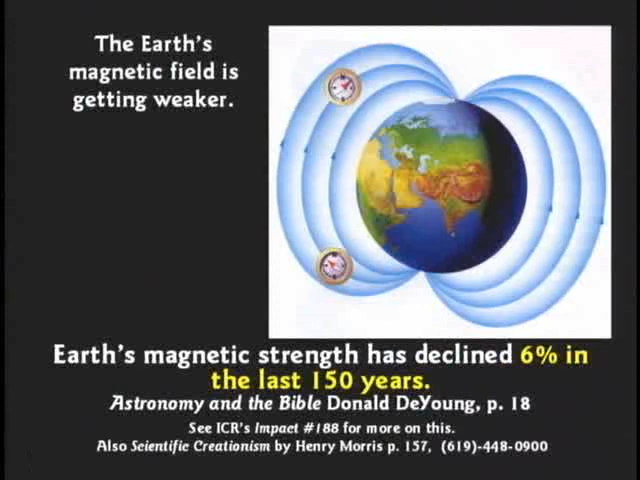 The Earth's
magnetic field is
getting weaker.
Earth's magnetic strength has declined 6% in
the last 150 years.
Astronomy and the Bible Donald DeYoung, p. 18
See ICR's Impact #188 for more on this.
Also Scientific Creationism by Henry Morris p. 157, (619)-448-0900